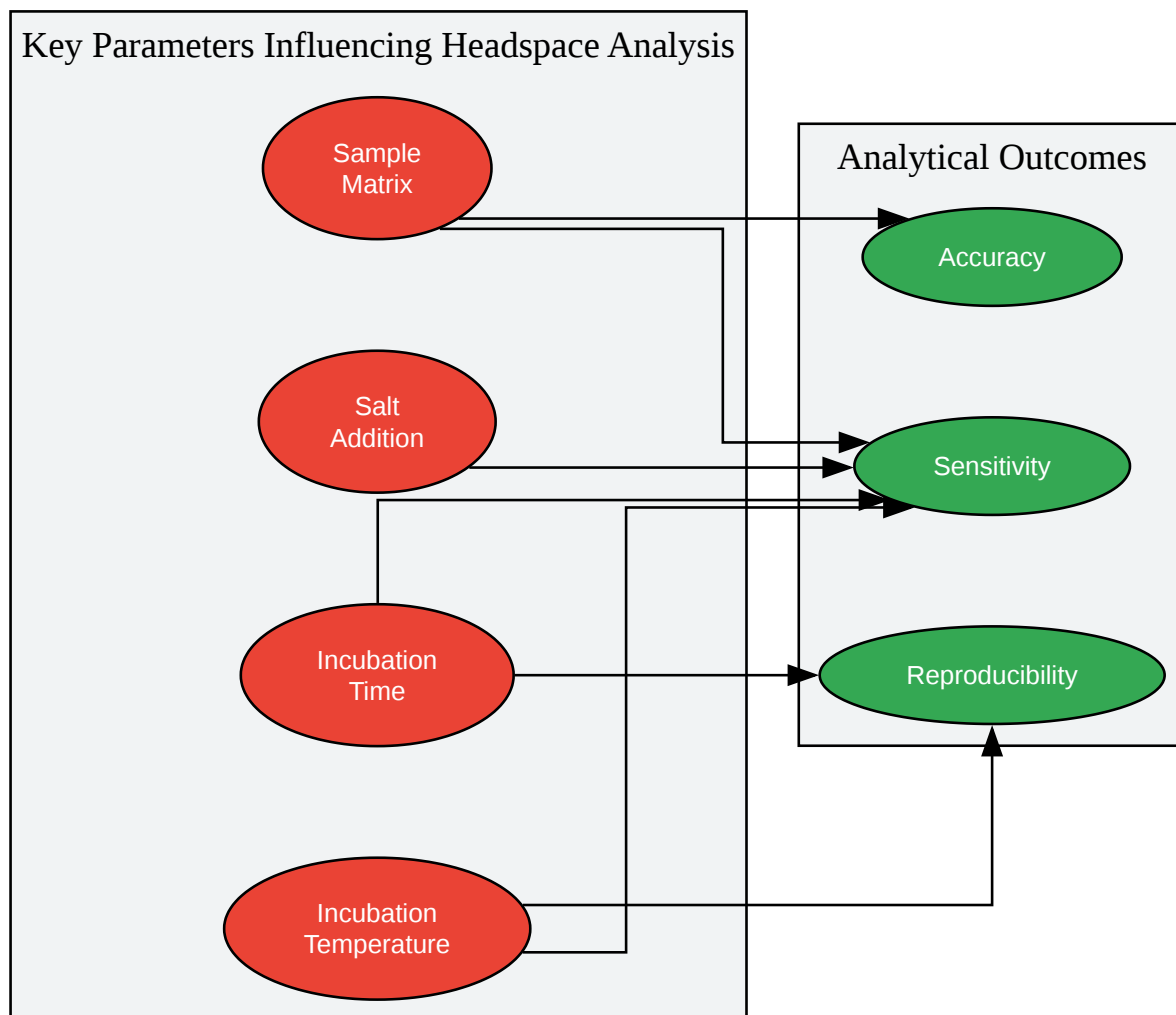 Key Parameters Influencing Headspace Analysis
Sample
Matrix
Salt
Addition
Incubation
Time
Incubation
Temperature
Analytical Outcomes
Accuracy
Sensitivity
Reproducibility